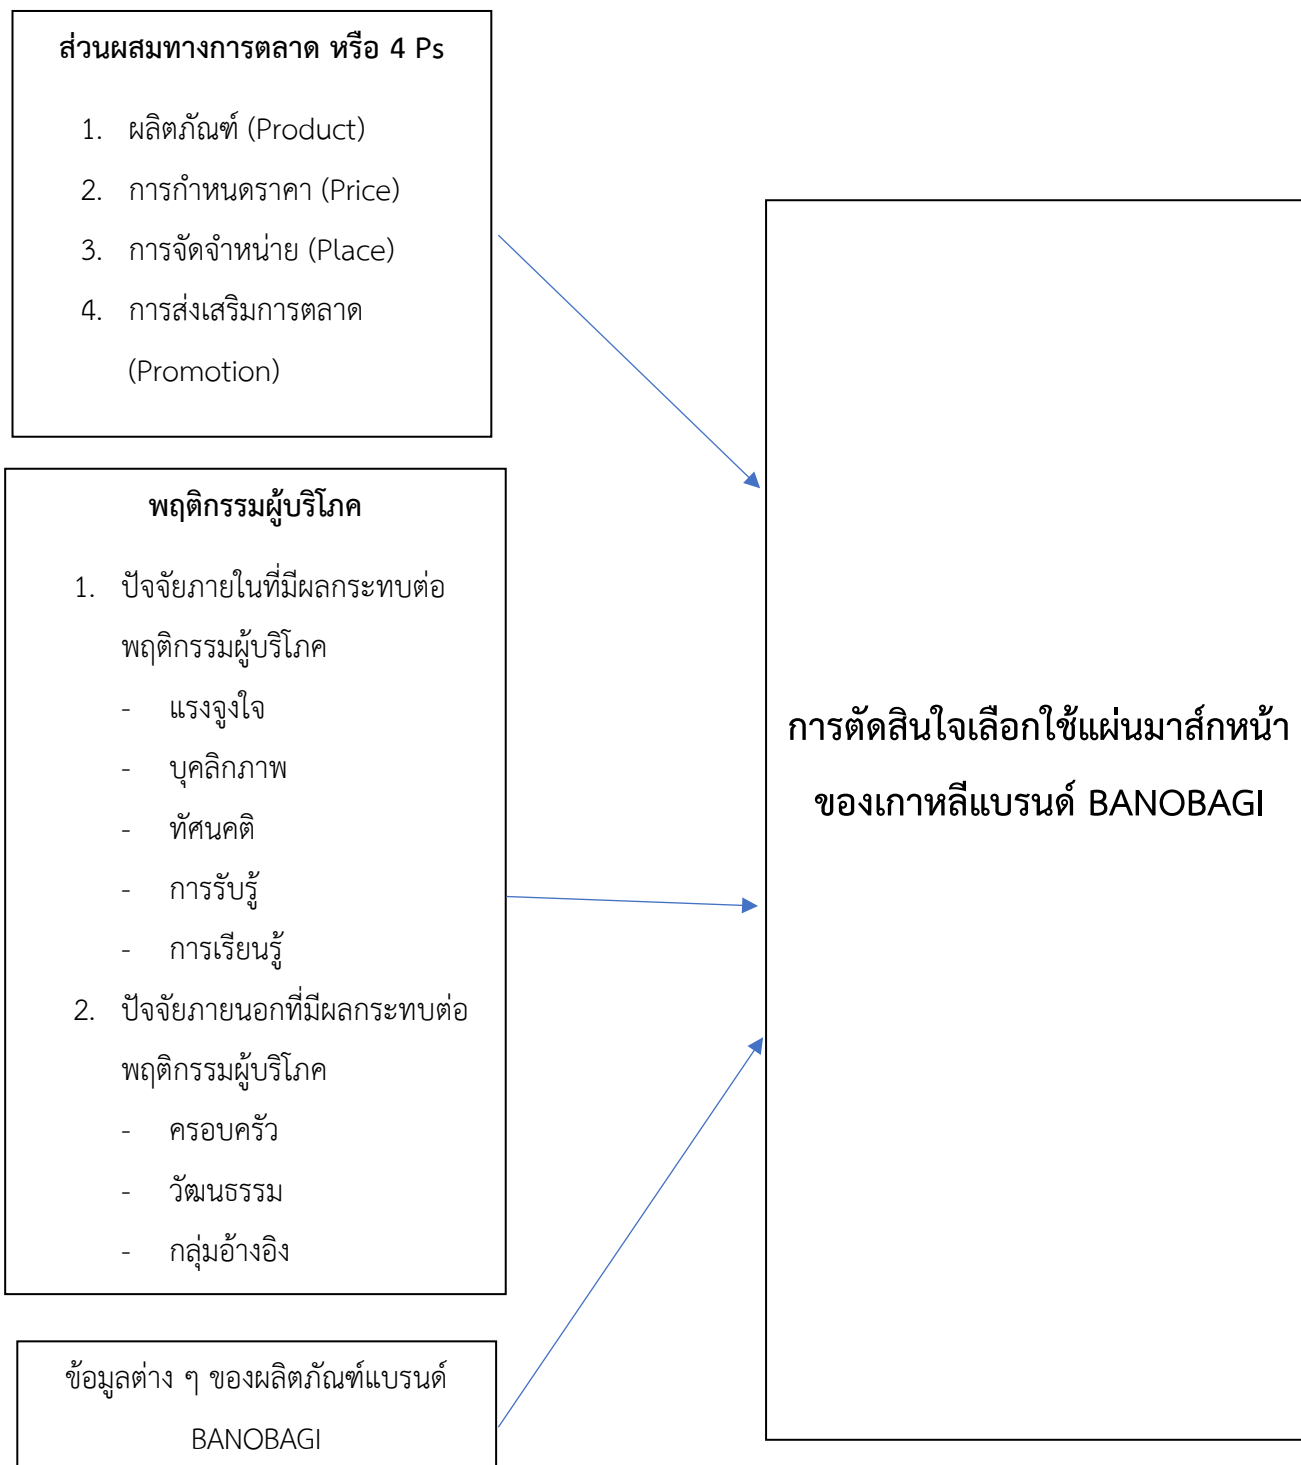 ส่วนผสมทางการตลาด หรือ 4 Ps
1. ผลิตภัณฑ์ (Product)
2. การกำหนดราคา (Price)
3. การจัดจำหน่าย (Place)
4. การส่งเสริมการตลาด
(Promotion)
พฤติกรรมผู้บริโภค
1. ปัจจัยภายในที่มีผลกระทบต่อ
พฤติกรรมผู้บริโภค
- แรงจูงใจ
- บุคลิกภาพ
- ทัศนคติ
- การรับรู้
- การเรียนรู้
2. ปัจจัยภายนอกที่มีผลกระทบต่อ
พฤติกรรมผู้บริโภค
- ครอบครัว
- วัฒนธรรม
- กลุ่มอ้างอิง
ข้อมูลต่าง ๆ ของผลิตภัณฑ์แบรนด์
BANOBAGI
การตัดสินใจเลือกใช้แผ่นมาส์กหน้า
ของเกาหลีแบรนด์ BANOBAGI